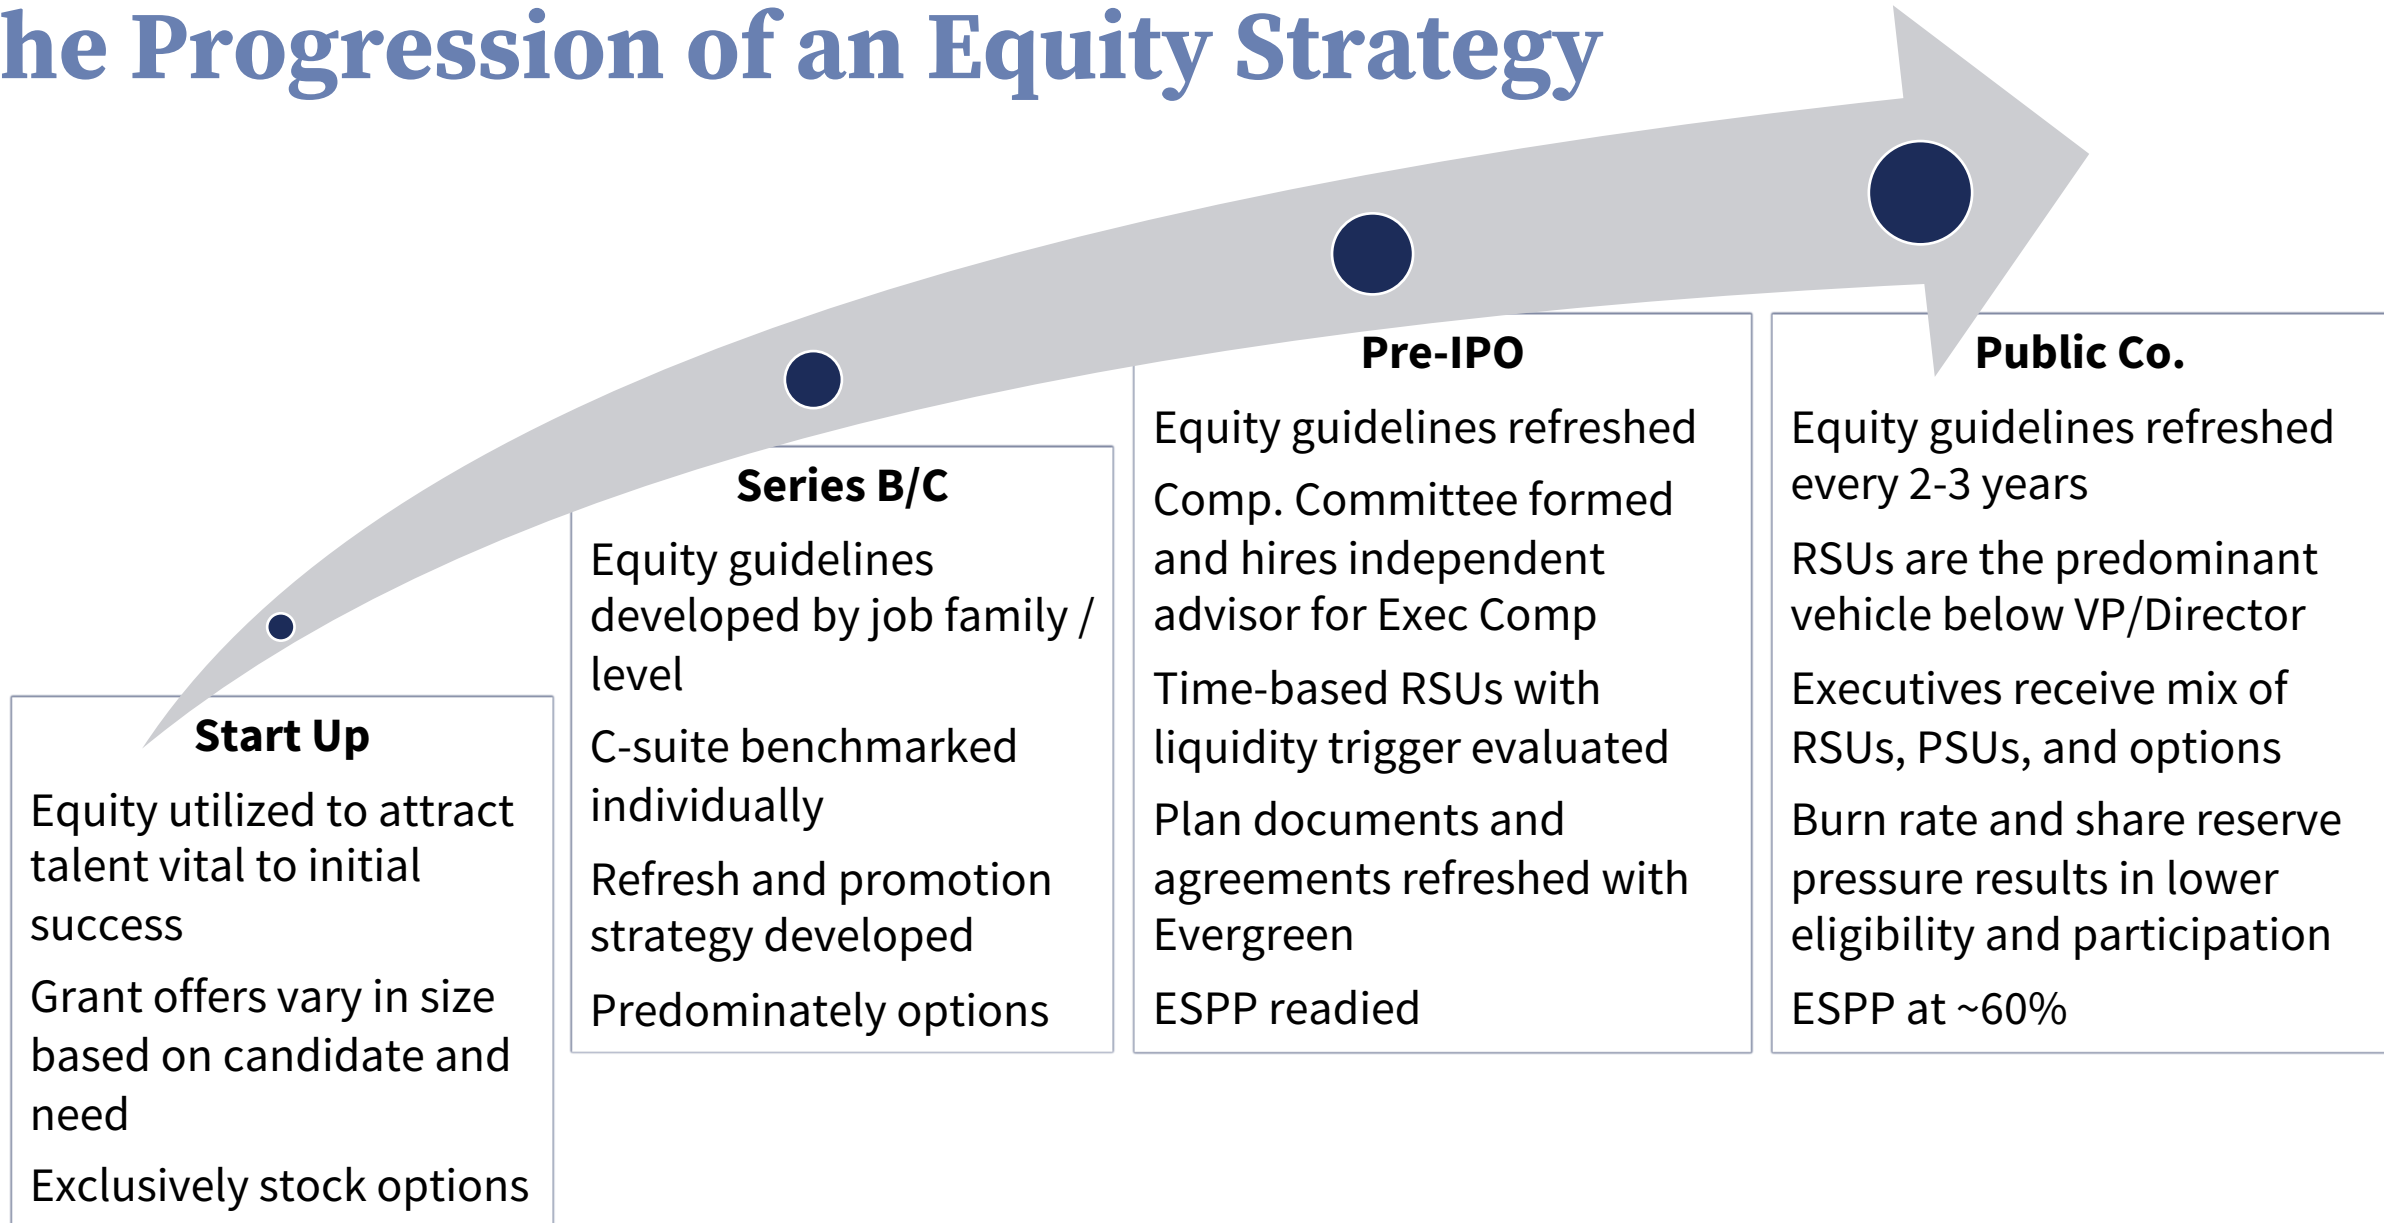 he Progression of an Equity Strategy
Start Up
Equity utilized to attract
talent vital to initial
success
Grant offers vary in size
based on candidate and
need
Exclusively stock options
Series B/C
Equity guidelines
developed by job family /
level
C-suite benchmarked
individually
Refresh and promotion
strategy developed
Predominately options
Pre-IPO
Equity guidelines refreshed
Comp. Committee formed
and hires independent
advisor for Exec Comp
Time-based RSUs with
liquidity trigger evaluated
Plan documents and
agreements refreshed with
Evergreen
ESPP readied
Public Co.
Equity guidelines refreshed
every 2-3 years
RSUs are the predominant
vehicle below VP/Director
Executives receive mix of
RSUs, PSUs, and options
Burn rate and share reserve
pressure results in lower
eligibility and participation
ESPP at ~60%